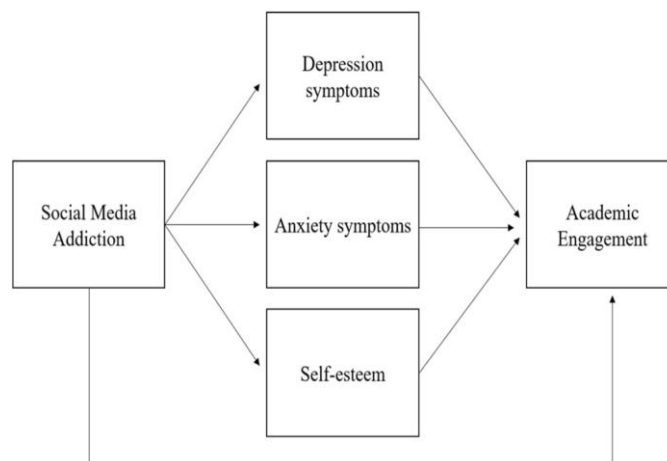 Depression
symptoms
Social Media
Addiction
Anxiety symptoms
Academic
Engagement
Self-esteem